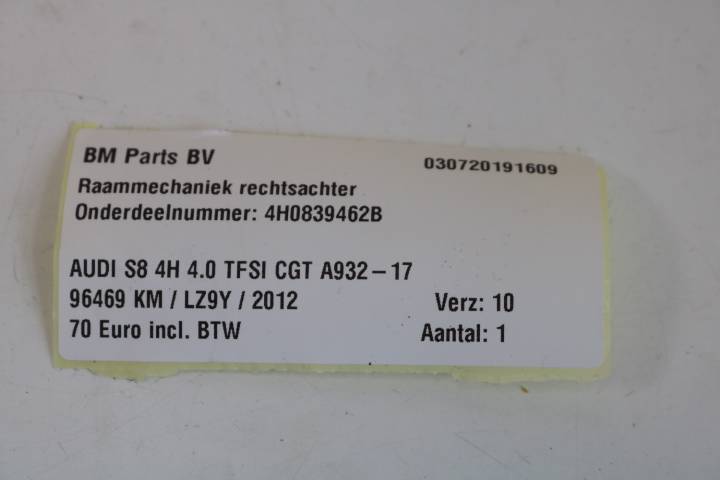 BM Parts BV
030720191609
Raammechaniek rechtsachter
Onderdeelnummer: 4H0839462B
AUDI S8 4H 4.0 TFSI CGT A932-17
96469 KM / LZ9Y / 2012
Verz: 10
70 Euro incl. BTW
Aantal: 1